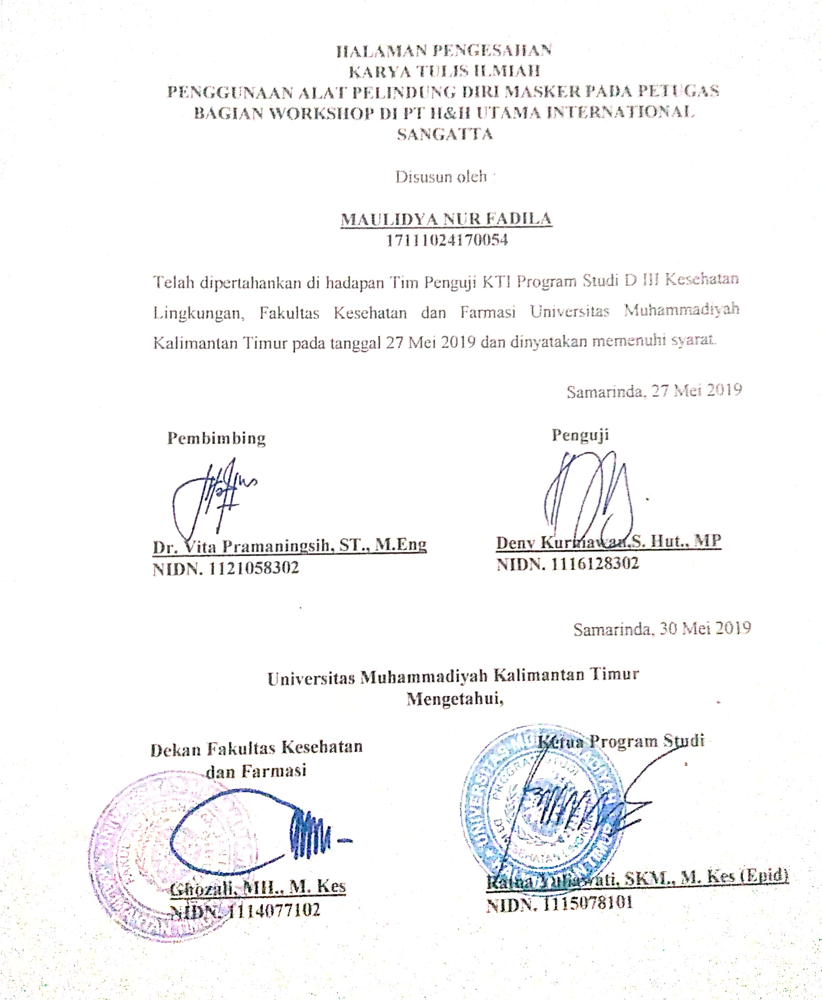 HALAMAN PENGESAHAN
KARYA TULIS ILMIAH
PENGGUNAAN ALAT PELINDUNG DIRI MASKER PADA PETUGAS
BAGIAN WORKSHOP DI PT H&H UTAMA INTERNATIONAL
SANGATTA
Disusun oleh :
MAULIDYA NUR FADILA
17111024170054
Telah dipertahankan di hadapan Tim Penguji KTI Program Studi D III Kesehatan
Lingkungan, Fakultas Kesehatan dan Farmasi Universitas Muhammadiyah
Kalimantan Timur pada tanggal 27 Mei 2019 dan dinyatakan memenuhi syarat.
Samarinda, 27 Mei 2019
Pembimbing Penguji
Dr. Vita Pramaningsih, ST., M.Eng Deny Kurniawan,S. Hut., MP
NIDN. 1121058302 NIDN. 1116128302
Samarinda, 30 Mei 2019
Universitas Muhammadiyah Kalimantan Timur
Mengetahui,
Dekan Fakultas Kesehatan Ketua Program Studi
dan Farmasi
UNIVERSITAS
PROGRAM STUDI
KALIMANTAN TIMUR
Ghozali, MH., M. Kes Ratna Yuliawati, SKM., M. Kes (Epid)
NIDN. 1114077102 NIDN. 1115078101